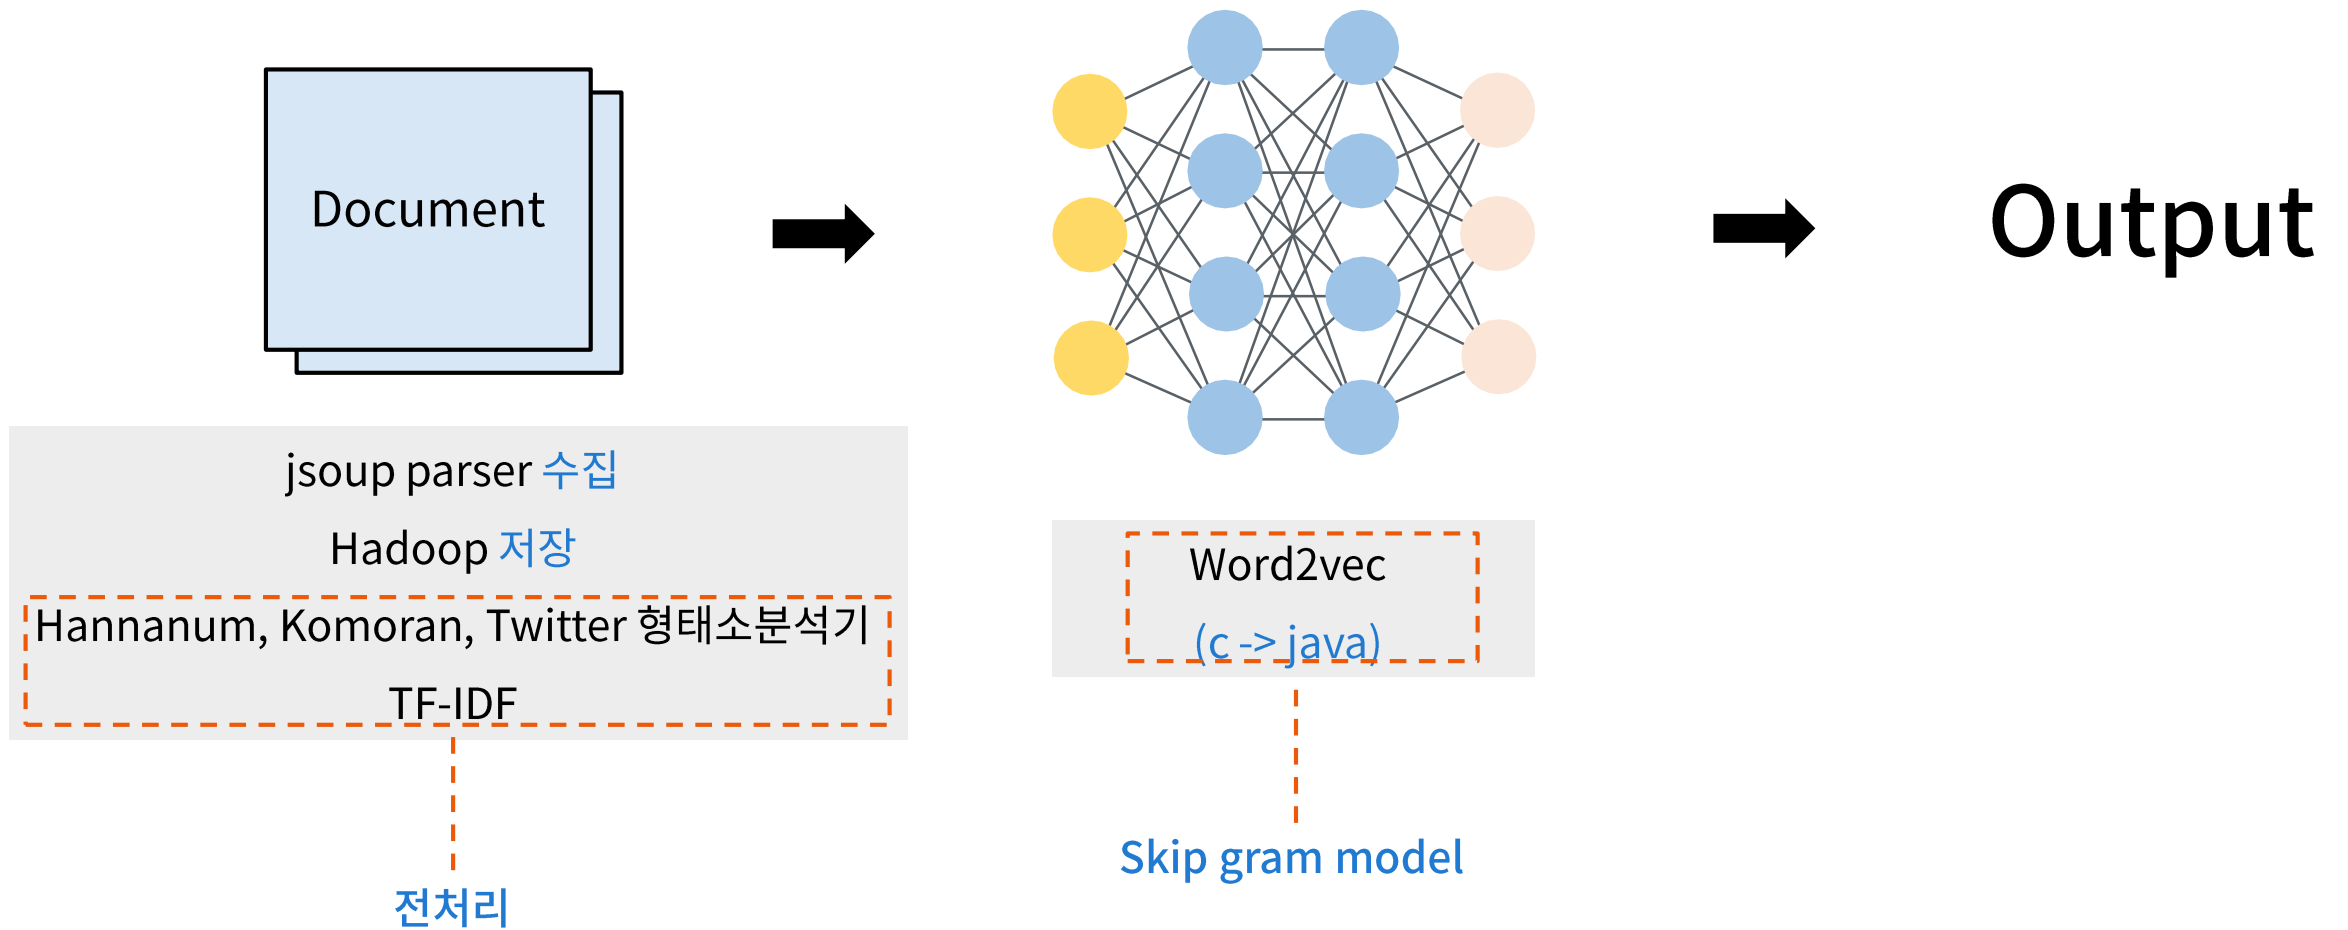 Document
Output
jsoup parser 수집
Hadoop 저장
Hannanum, Komoran, Twitter 형태소분석기
TF-IDF
전처리
Word2vec
(c -> java)
Skip gram model